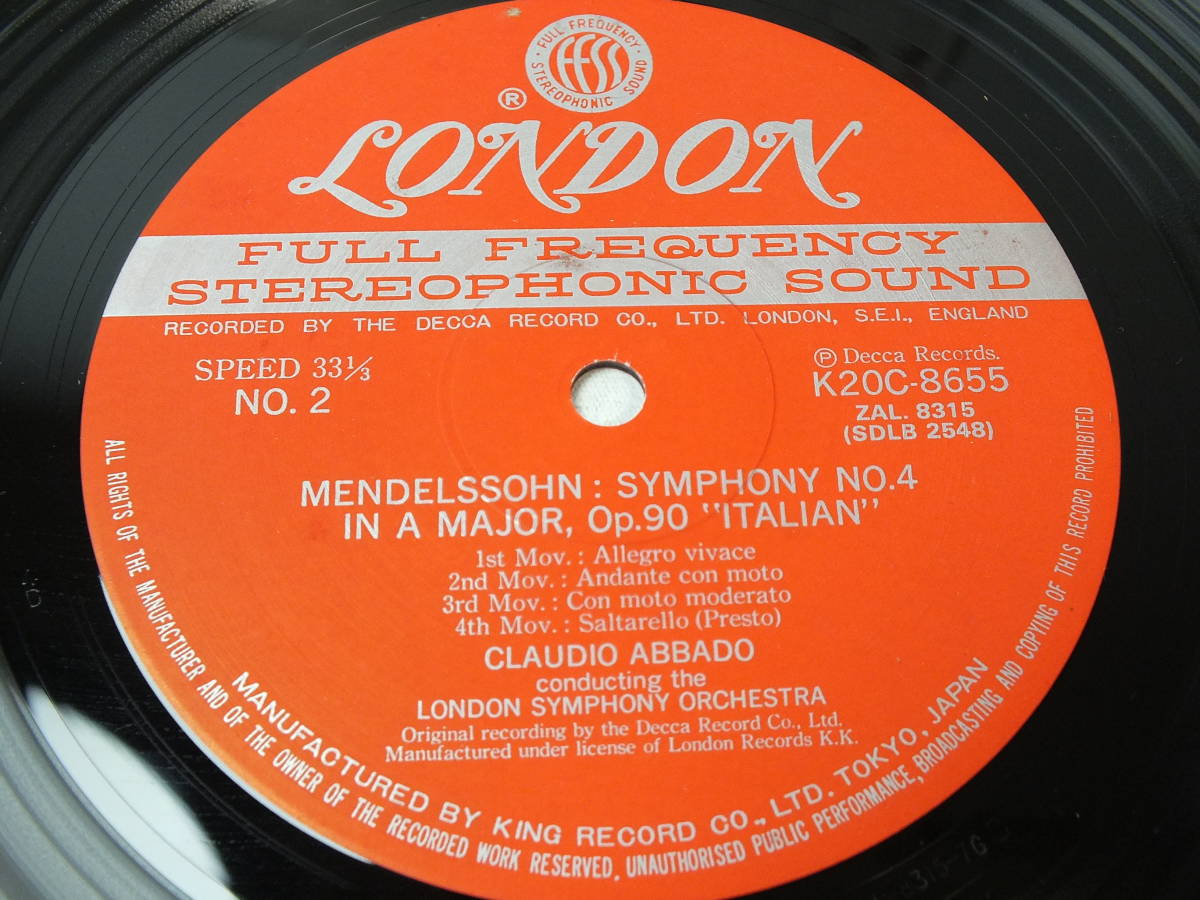 · FULL FREQUENCY ·
STEREOPHONIC SOUND
FFSS
®
LONDON
FULL FREQUENCY
STEREOPHONIC SOUND
RECORDED BY THE DECCA RECORD CO., LTD. LONDON, S.E.I., ENGLAND
SPEED 33⅓
NO. 2
Ⓟ Decca Records.
K20C-8655
ZAL. 8315
(SDLB 2548)
MENDELSSOHN : SYMPHONY NO.4
IN A MAJOR, Op.90 "ITALIAN"
1st Mov. : Allegro vivace
2nd Mov. : Andante con moto
3rd Mov. : Con moto moderato
4th Mov. : Saltarello (Presto)
CLAUDIO ABBADO
conducting the
LONDON SYMPHONY ORCHESTRA
Original recording by the Decca Record Co., Ltd.
Manufactured under license of London Records K.K.
MANUFACTURED BY KING RECORD CO., LTD. TOKYO, JAPAN
ALL RIGHTS OF THE MANUFACTURER AND OF THE OWNER OF THE RECORDED WORK RESERVED, UNAUTHORISED PUBLIC PERFORMANCE, BROADCASTING AND COPYING OF THIS RECORD PROHIBITED